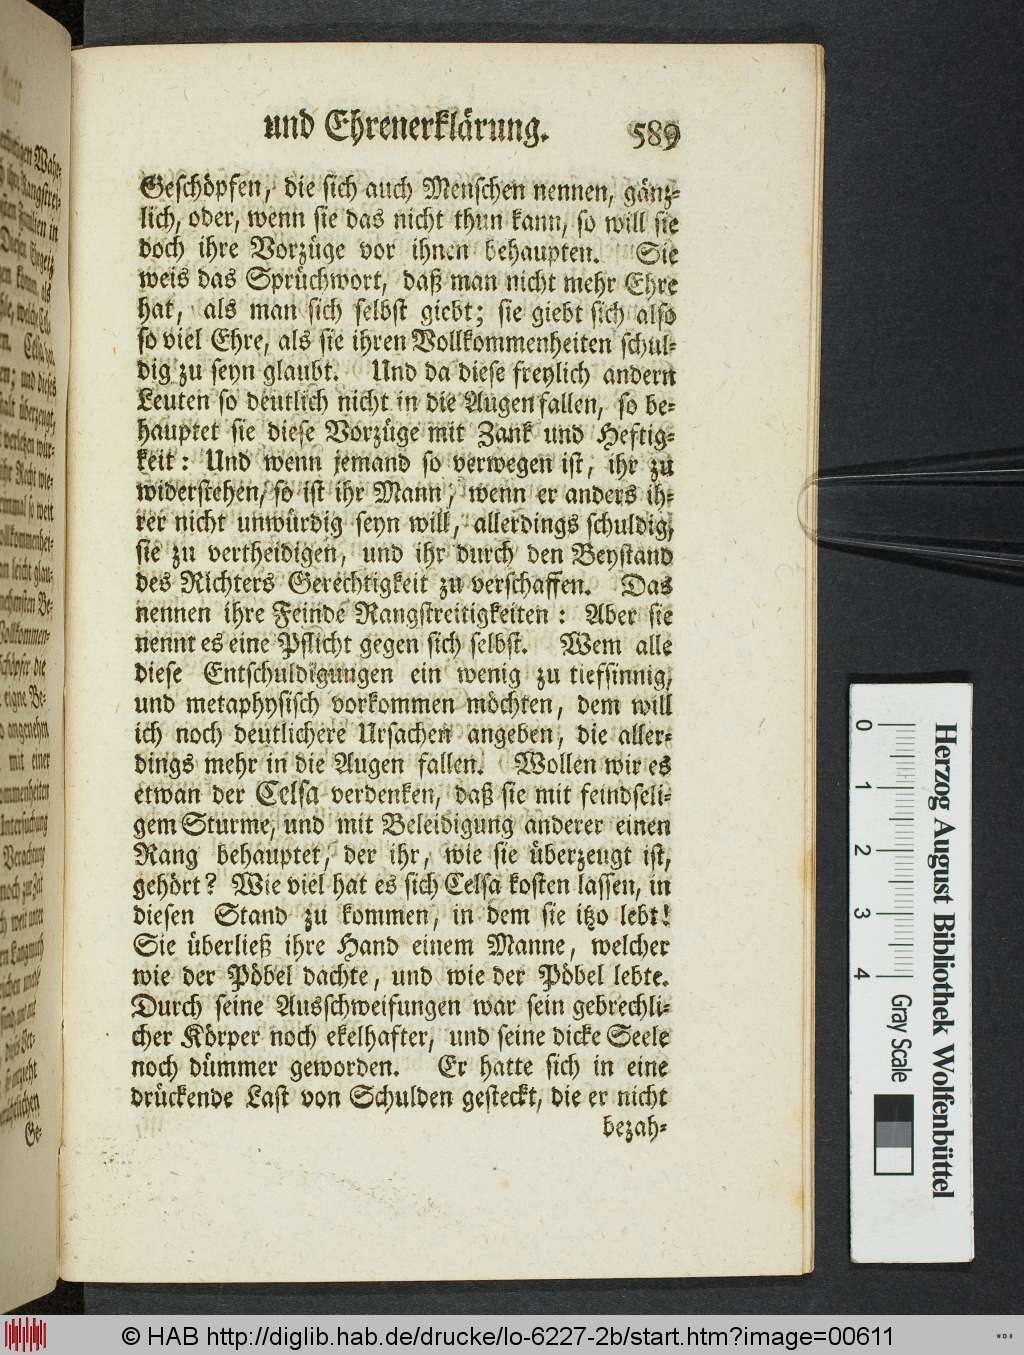 und Ehrenerklärung. 589
Geschöpfen, die sich auch Menschen nennen, gänz-
lich, oder, wenn sie das nicht thun kann, so will sie
doch ihre Vorzüge vor ihnen behaupten. Sie
weis das Sprüchwort, daß man nicht mehr Ehre
hat, als man sich selbst giebt; sie giebt sich also
so viel Ehre, als sie ihren Vollkommenheiten schul-
dig zu seyn glaubt. Und da diese freylich andern
Leuten so deutlich nicht in die Augen fallen, so be-
hauptet sie diese Vorzüge mit Zank und Heftig-
keit: Und wenn jemand so verwegen ist, ihr zu
widerstehen, so ist ihr Mann, wenn er anders ih-
rer nicht unwürdig seyn will, allerdings schuldig,
sie zu vertheidigen, und ihr durch den Beystand
des Richters Gerechtigkeit zu verschaffen. Das
nennen ihre Feinde Rangstreitigkeiten: Aber sie
nennt es eine Pflicht gegen sich selbst. Wem alle
diese Entschuldigungen ein wenig zu tiefsinnig,
und metaphysisch vorkommen möchten, dem will
ich noch deutlichere Ursachen angeben, die aller-
dings mehr in die Augen fallen. Wollen wir es
etwan der Celsa verdenken, daß sie mit feindseli-
gem Sturme, und mit Beleidigung anderer einen
Rang behauptet, der ihr, wie sie überzeugt ist,
gehört? Wie viel hat es sich Celsa kosten lassen, in
diesen Stand zu kommen, in dem sie itzo lebt!
Sie überließ ihre Hand einem Manne, welcher
wie der Pöbel dachte, und wie der Pöbel lebte.
Durch seine Ausschweifungen war sein gebrechli-
cher Körper noch ekelhafter, und seine dicke Seele
noch dümmer geworden. Er hatte sich in eine
drückende Last von Schulden gesteckt, die er nicht
bezah-
Herzog August Bibliothek Wolfenbüttel
0 1 2 3 4 Gray Scale
© HAB http://diglib.hab.de/drucke/lo-6227-2b/start.htm?image=00611